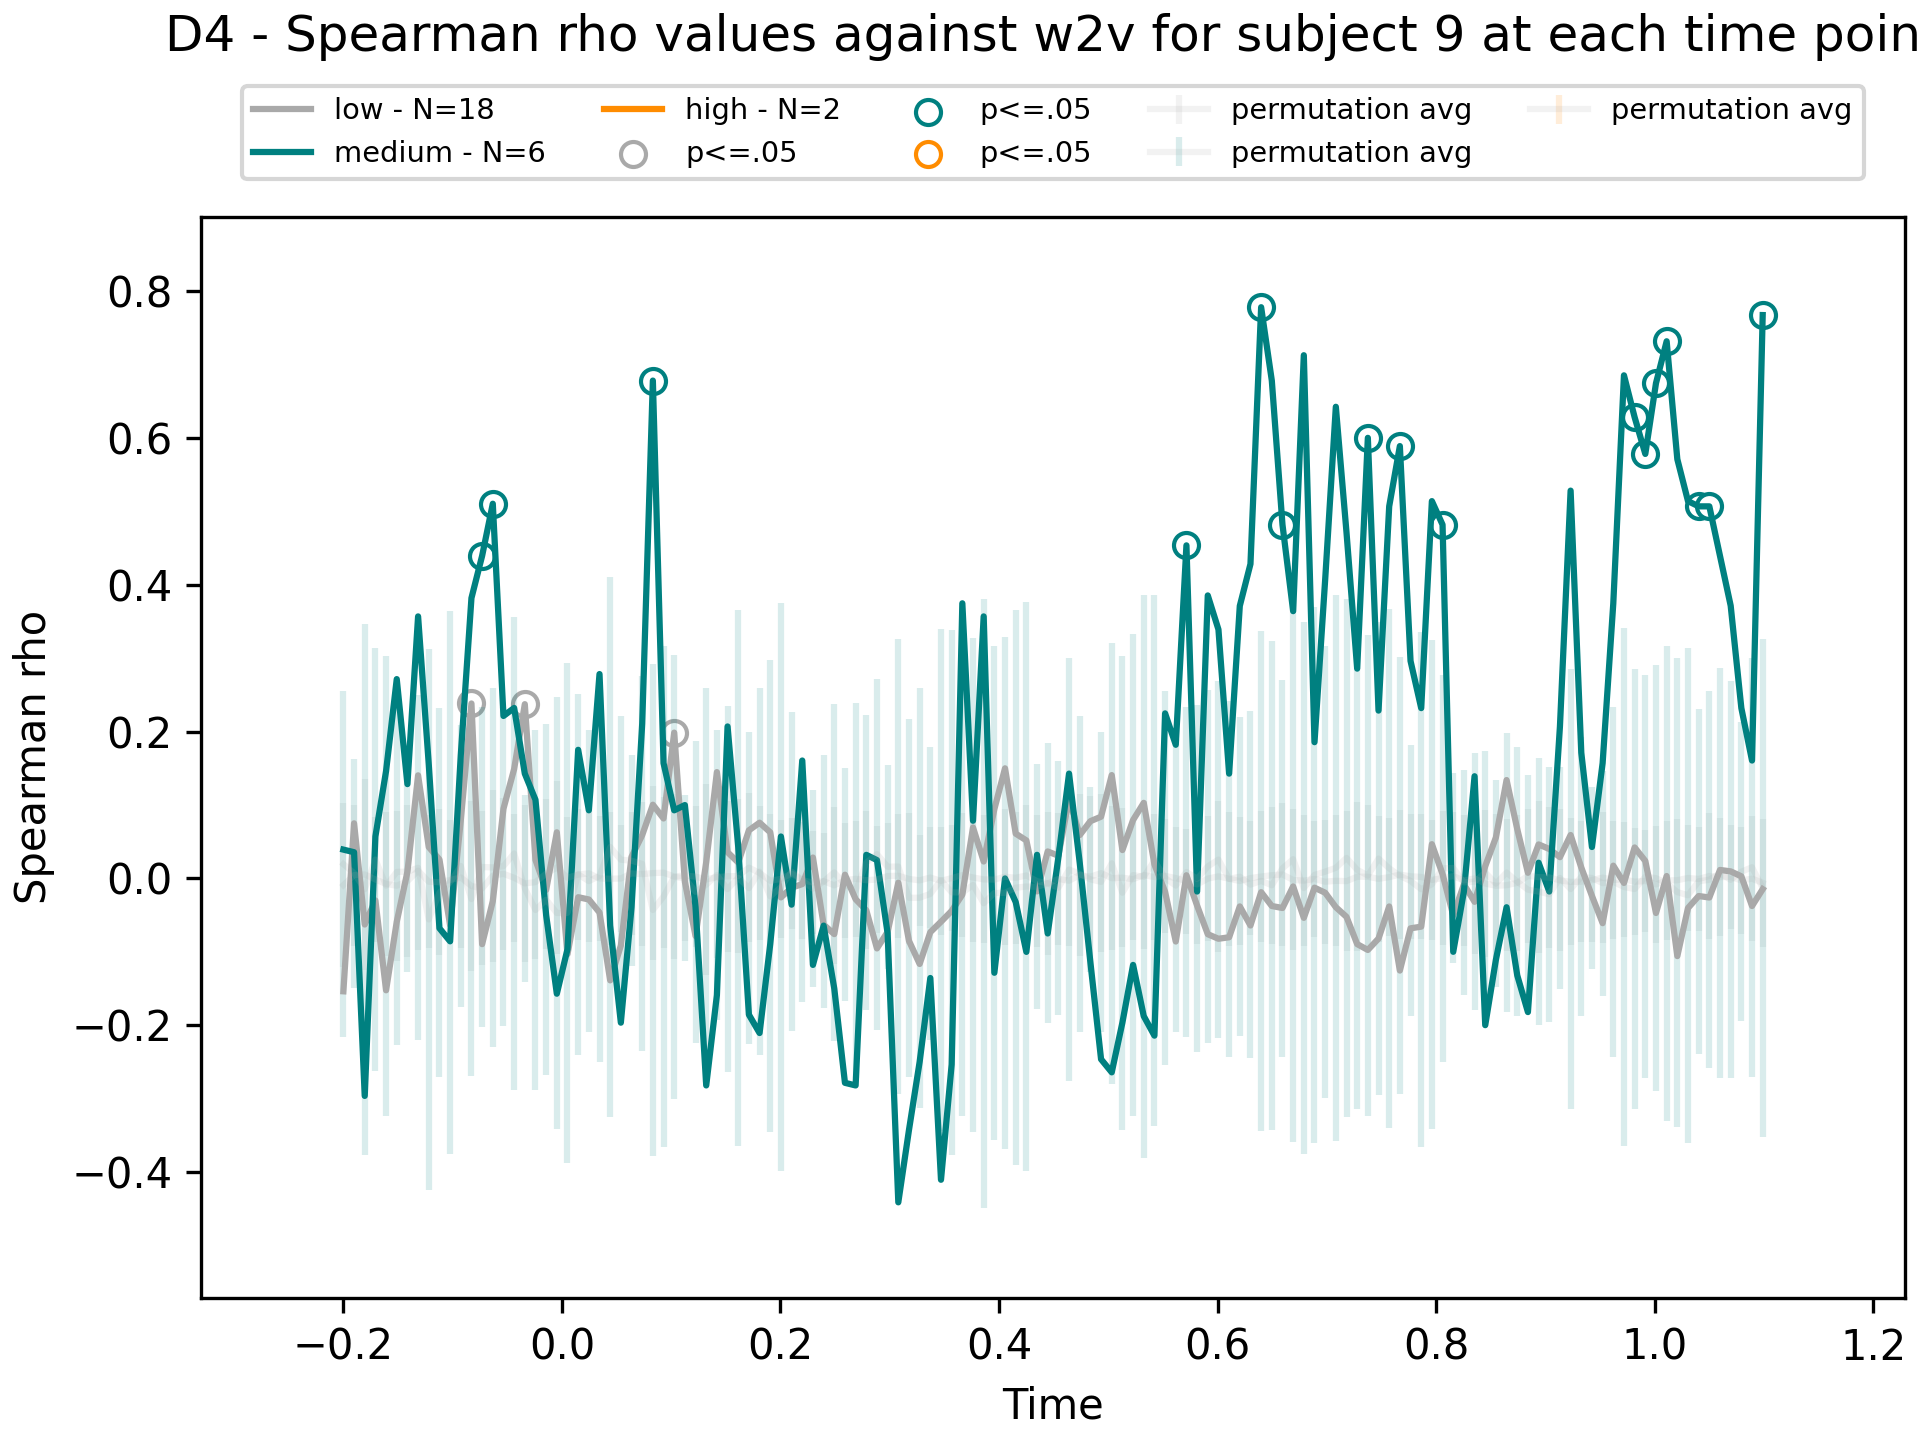 D4 - Spearman rho values against w2v for subject 9 at each time poin
low - N=18
medium - N=6
high - N=2
p<=.05
p<=.05
p<=.05
permutation avg
permutation avg
permutation avg
Spearman rho
0.8
0.6
0.4
0.2
0.0
−0.2
−0.4
−0.2
0.0
0.2
0.4
0.6
0.8
1.0
1.2
Time